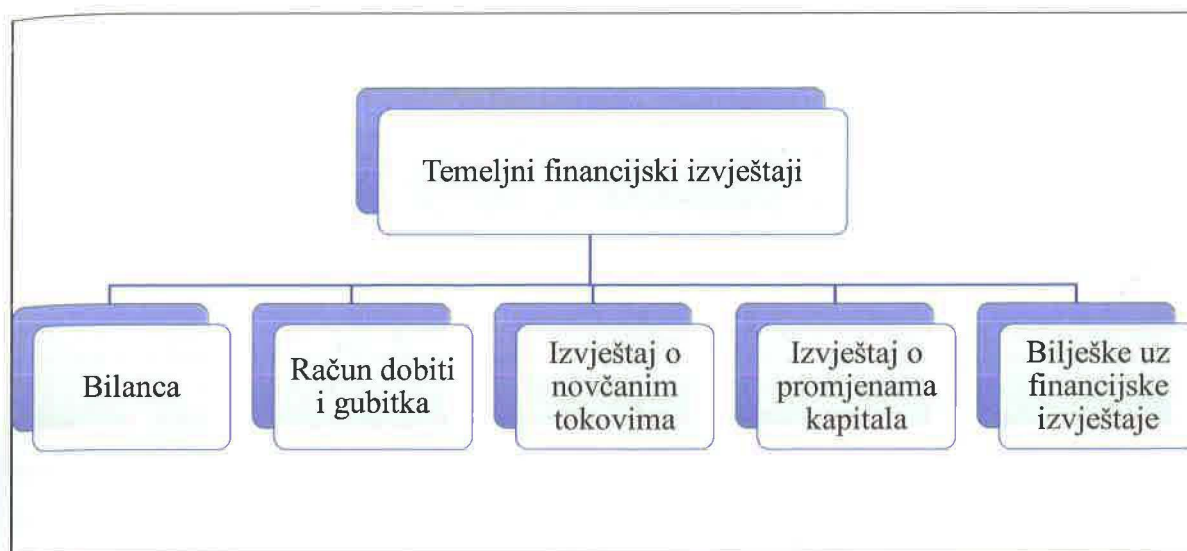 Temeljni financijski izvještaji
Bilanca
Račun dobiti
i gubitka
Izvještaj o
novčanim
tokovima
Izvještaj o
promjenama
kapitala
Bilješke uz
financijske
izvještaje